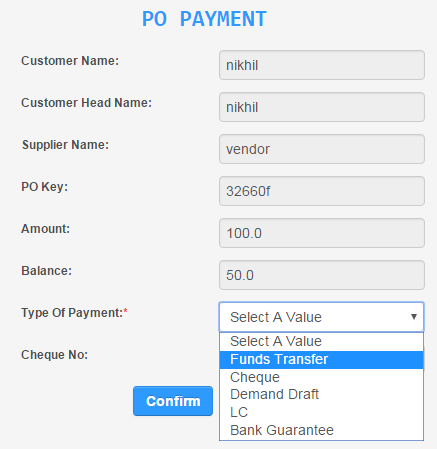 PO PAYMENT
Customer Name: nikhil
Customer Head Name: nikhil
Supplier Name: vendor
PO Key: 32660f
Amount: 100.0
Balance: 50.0
Type Of Payment:* Select A Value
Select A Value
Funds Transfer
Cheque No: Cheque
Demand Draft
LC
Bank Guarantee
Confirm